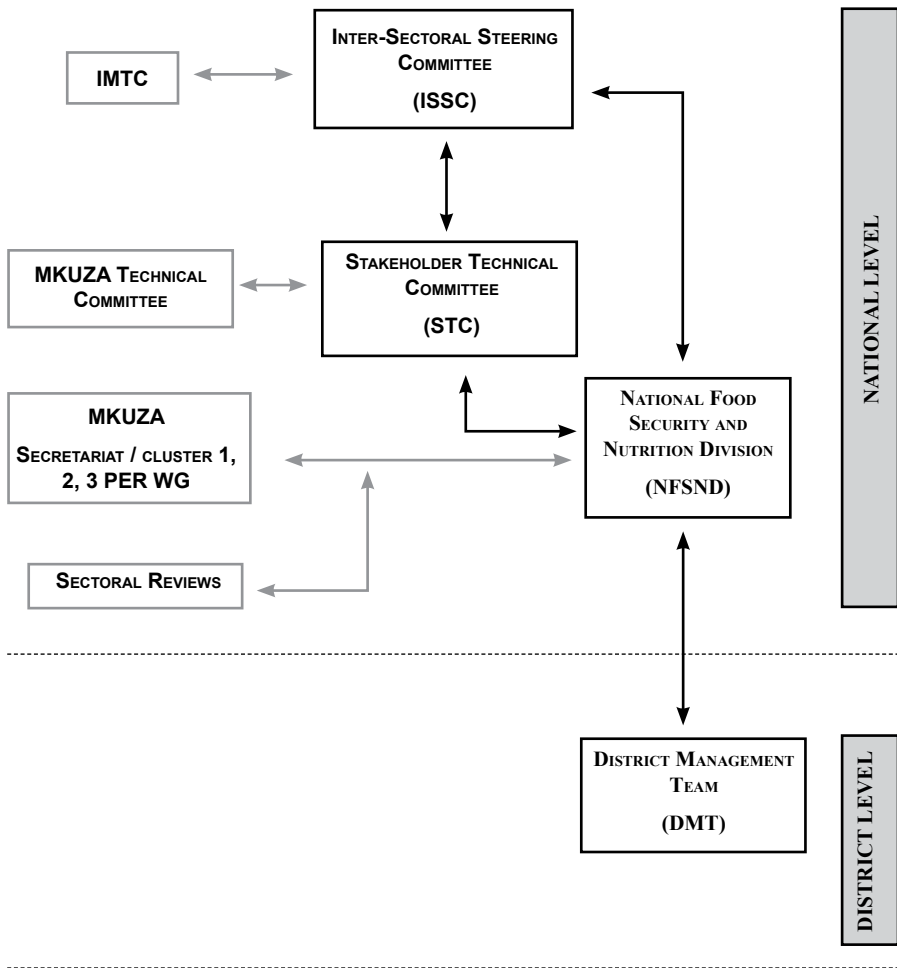 Inter-Sectoral Steering
Committee
(ISSC)
IMTC
Stakeholder Technical
Committee
(STC)
MKUZA Technical
Committee
National Food
Security and
Nutrition Division
(NFSND)
MKUZA
Secretariat / cluster 1,
2, 3 PER WG
Sectoral Reviews
NATIONAL LEVEL
District Management
Team
(DMT)
DISTRICT LEVEL